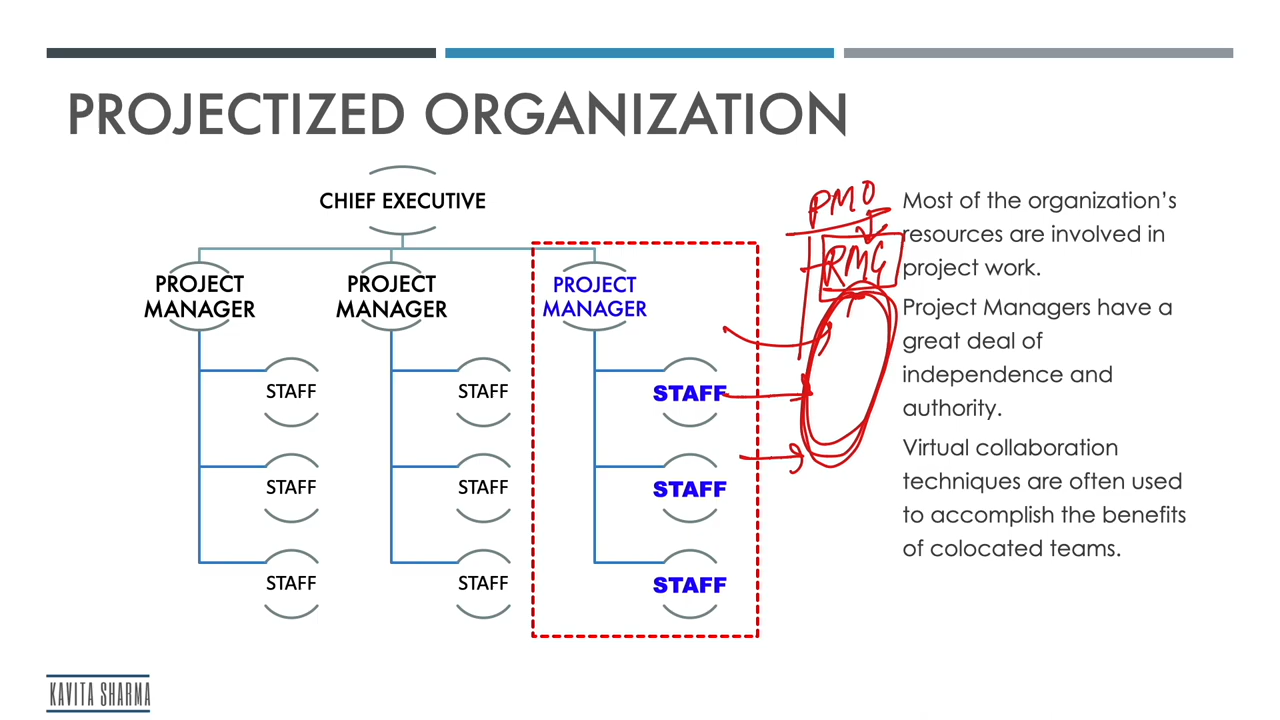 PROJECTIZED ORGANIZATION
CHIEF EXECUTIVE
PROJECT
MANAGER
STAFF
STAFF
STAFF
PROJECT
MANAGER
STAFF
STAFF
STAFF
PROJECT
MANAGER
STAFF
STAFF
STAFF
PMO
RMG
Most of the organization's
resources are involved in
project work.
Project Managers have a
great deal of
independence and
authority.
Virtual collaboration
techniques are often used
to accomplish the benefits
of colocated teams.
KAVITA SHARMA